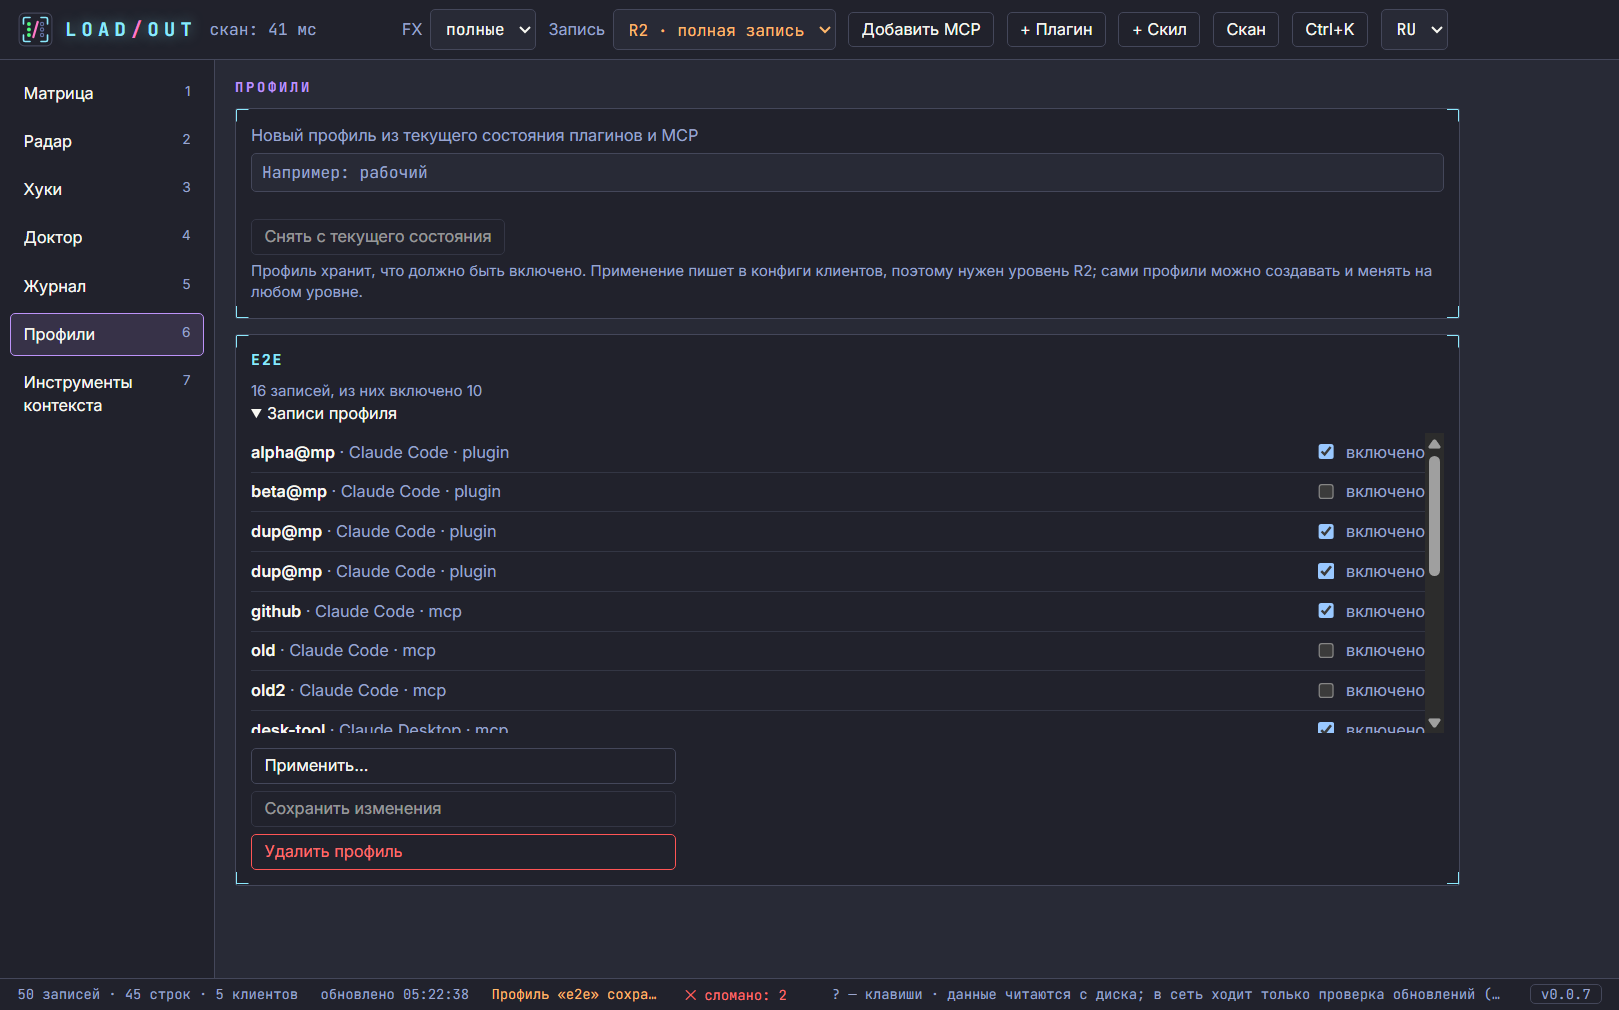 LOAD/OUT скан: 41 мс FX полные Запись R2 · полная запись Добавить MCP + Плагин + Скил Скан Ctrl+K RU
Матрица 1
Радар 2
Хуки 3
Доктор 4
Журнал 5
Профили 6
Инструменты контекста 7
ПРОФИЛИ
Новый профиль из текущего состояния плагинов и MCP
Например: рабочий
Снять с текущего состояния
Профиль хранит, что должно быть включено. Применение пишет в конфиги клиентов, поэтому нужен уровень R2; сами профили можно создавать и менять на
любом уровне.
E2E
16 записей, из них включено 10
▼ Записи профиля
alpha@mp · Claude Code · plugin включено
beta@mp · Claude Code · plugin включено
dup@mp · Claude Code · plugin включено
dup@mp · Claude Code · plugin включено
github · Claude Code · mcp включено
old · Claude Code · mcp включено
old2 · Claude Code · mcp включено
desk-tool · Claude Desktop · mcp включено
Применить...
Сохранить изменения
Удалить профиль
50 записей · 45 строк · 5 клиентов обновлено 05:22:38 Профиль «e2e» сохра… ✕ сломано: 2 ? — клавиши · данные читаются с диска; в сеть ходит только проверка обновлений (… v0.0.7